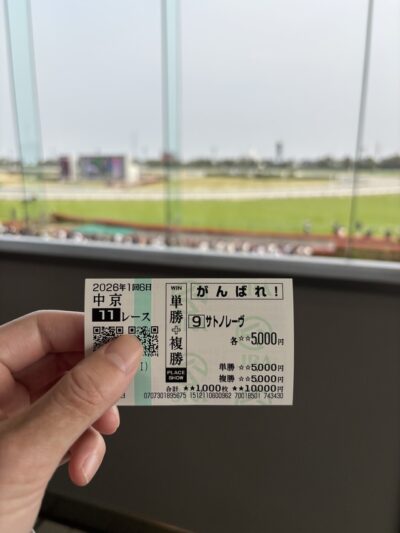 2026年1回6日
中京
11レース
WIN
単勝+複勝
PLACE
SHOW
がんばれ!
9 サトノレーヴ
各☆☆5,000円
JRA
単勝 ☆☆5,000円
複勝 ☆☆5,000円
合計 ★★1,000枚 ★★10,000円